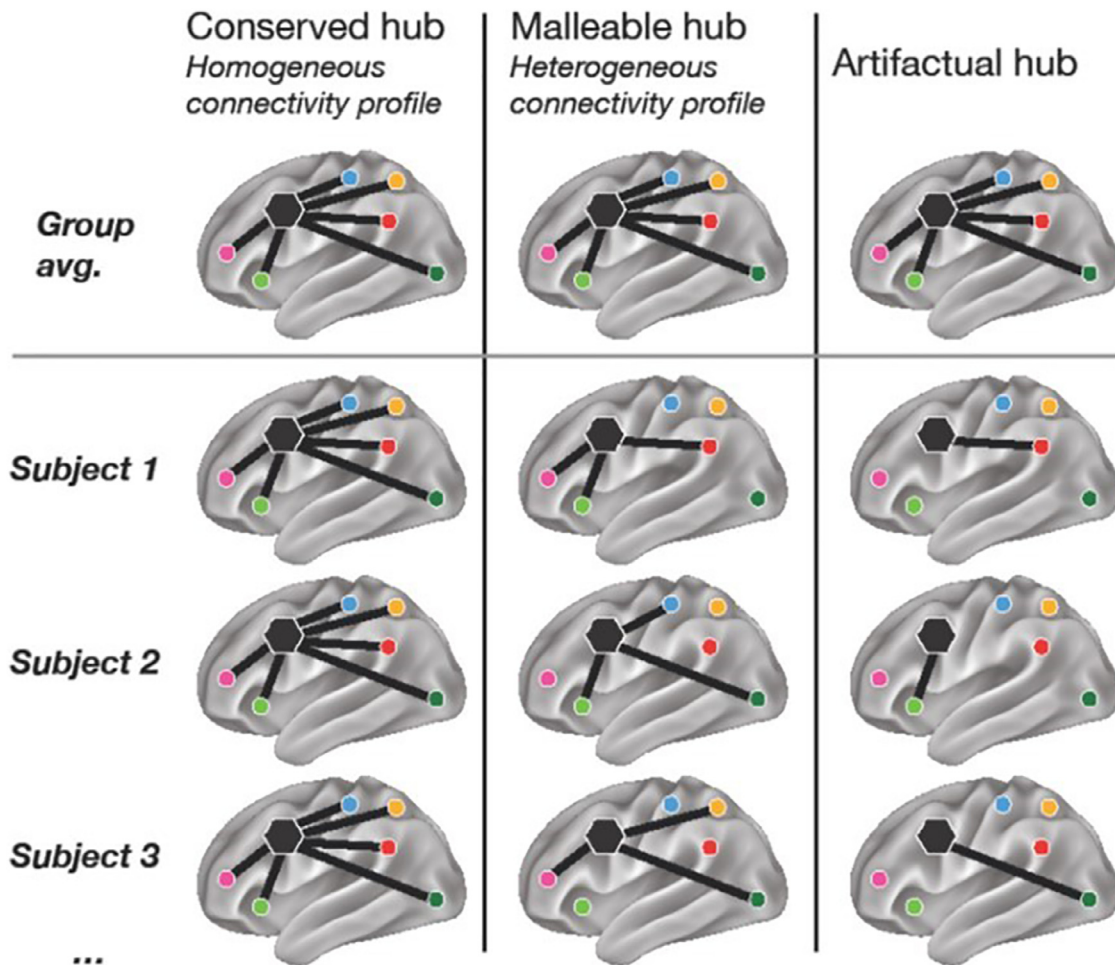 Conserved hub
Homogeneous
connectivity profile
Malleable hub
Heterogeneous
connectivity profile
Artifactual hub
Group
avg.
Subject 1
Subject 2
Subject 3
...